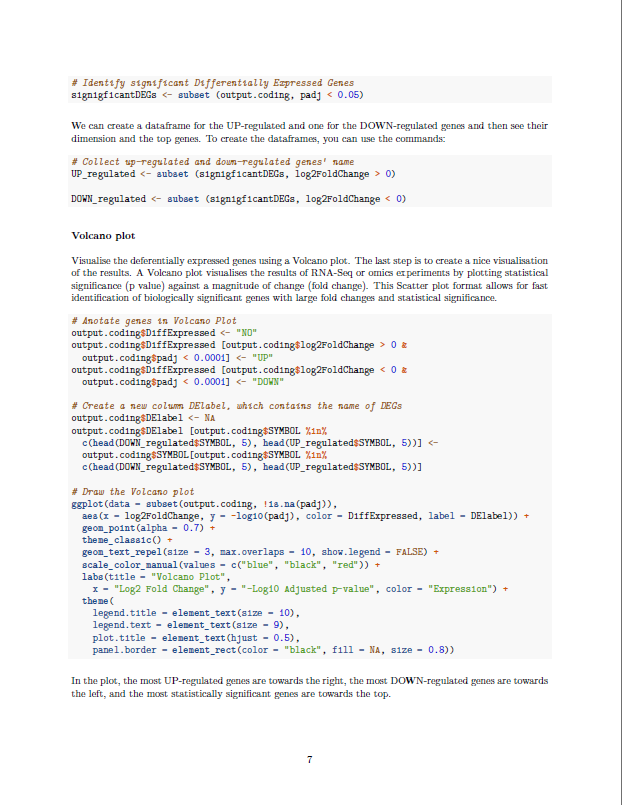 # Identify significant Differentially Expressed Genes
signigficantDEGs <- subset (output.coding, padj < 0.05)
We can create a dataframe for the UP-regulated and one for the DOWN-regulated genes and then see their
dimension and the top genes. To create the dataframes, you can use the commands:
# Collect up-regulated and down-regulated genes' name
UP_regulated <- subset (signigficantDEGs, log2FoldChange > 0)
DOWN_regulated <- subset (signigficantDEGs, log2FoldChange < 0)
Volcano plot
Visualise the deferentially expressed genes using a Volcano plot. The last step is to create a nice visualisation
of the results. A Volcano plot visualises the results of RNA-Seq or omics experiments by plotting statistical
significance (p value) against a magnitude of change (fold change). This Scatter plot format allows for fast
identification of biologically significant genes with large fold changes and statistical significance.
# Anotate genes in Volcano Plot
output.coding$DiffExpressed <- "NO"
output.coding$DiffExpressed [output.coding$log2FoldChange > 0 &
output.coding$padj < 0.0001] <- "UP"
output.coding$DiffExpressed [output.coding$log2FoldChange < 0 &
output.coding$padj < 0.0001] <- "DOWN"
# Create a new column DElabel, which contains the name of DEGs
output.coding$DElabel <- NA
output.coding$DElabel [output.coding$SYMBOL %in%
c(head(DOWN_regulated$SYMBOL, 5), head(UP_regulated$SYMBOL, 5))] <-
output.coding$SYMBOL[output.coding$SYMBOL %in%
c(head(DOWN_regulated$SYMBOL, 5), head(UP_regulated$SYMBOL, 5))]
# Draw the Volcano plot
ggplot(data = subset(output.coding, !is.na(padj)),
aes(x = log2FoldChange, y = -log10(padj), color = DiffExpressed, label = DElabel)) +
geom_point(alpha = 0.7) +
theme_classic() +
geom_text_repel(size = 3, max.overlaps = 10, show.legend = FALSE) +
scale_color_manual(values = c("blue", "black", "red")) +
labs(title = "Volcano Plot",
x = "Log2 Fold Change", y = "-Log10 Adjusted p-value", color = "Expression") +
theme(
legend.title = element_text(size = 10),
legend.text = element_text(size = 9),
plot.title = element_text(hjust = 0.5),
panel.border = element_rect(color = "black", fill = NA, size = 0.8))
In the plot, the most UP-regulated genes are towards the right, the most DOWN-regulated genes are towards
the left, and the most statistically significant genes are towards the top.
7